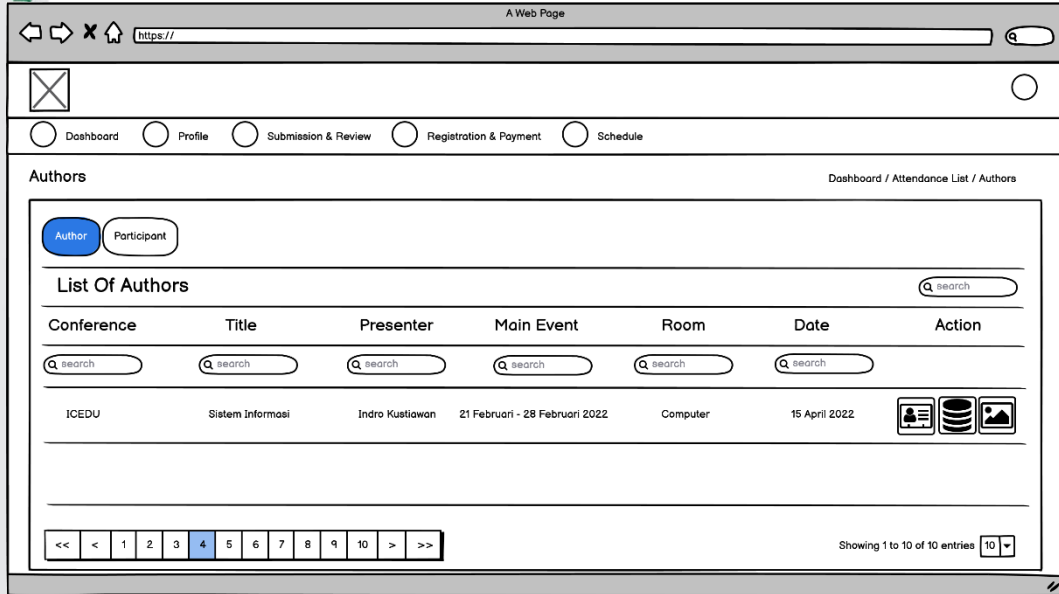 A Web Page
https://
Dashboard Profile Submission & Review Registration & Payment Schedule
Authors Dashboard / Attendance List / Authors
Author Participant
List Of Authors search
Conference Title Presenter Main Event Room Date Action
search search search search search search
ICEDU Sistem Informasi Indro Kustiawan 21 Februari - 28 Februari 2022 Computer 15 April 2022
<< < 1 2 3 4 5 6 7 8 9 10 > >> Showing 1 to 10 of 10 entries 10